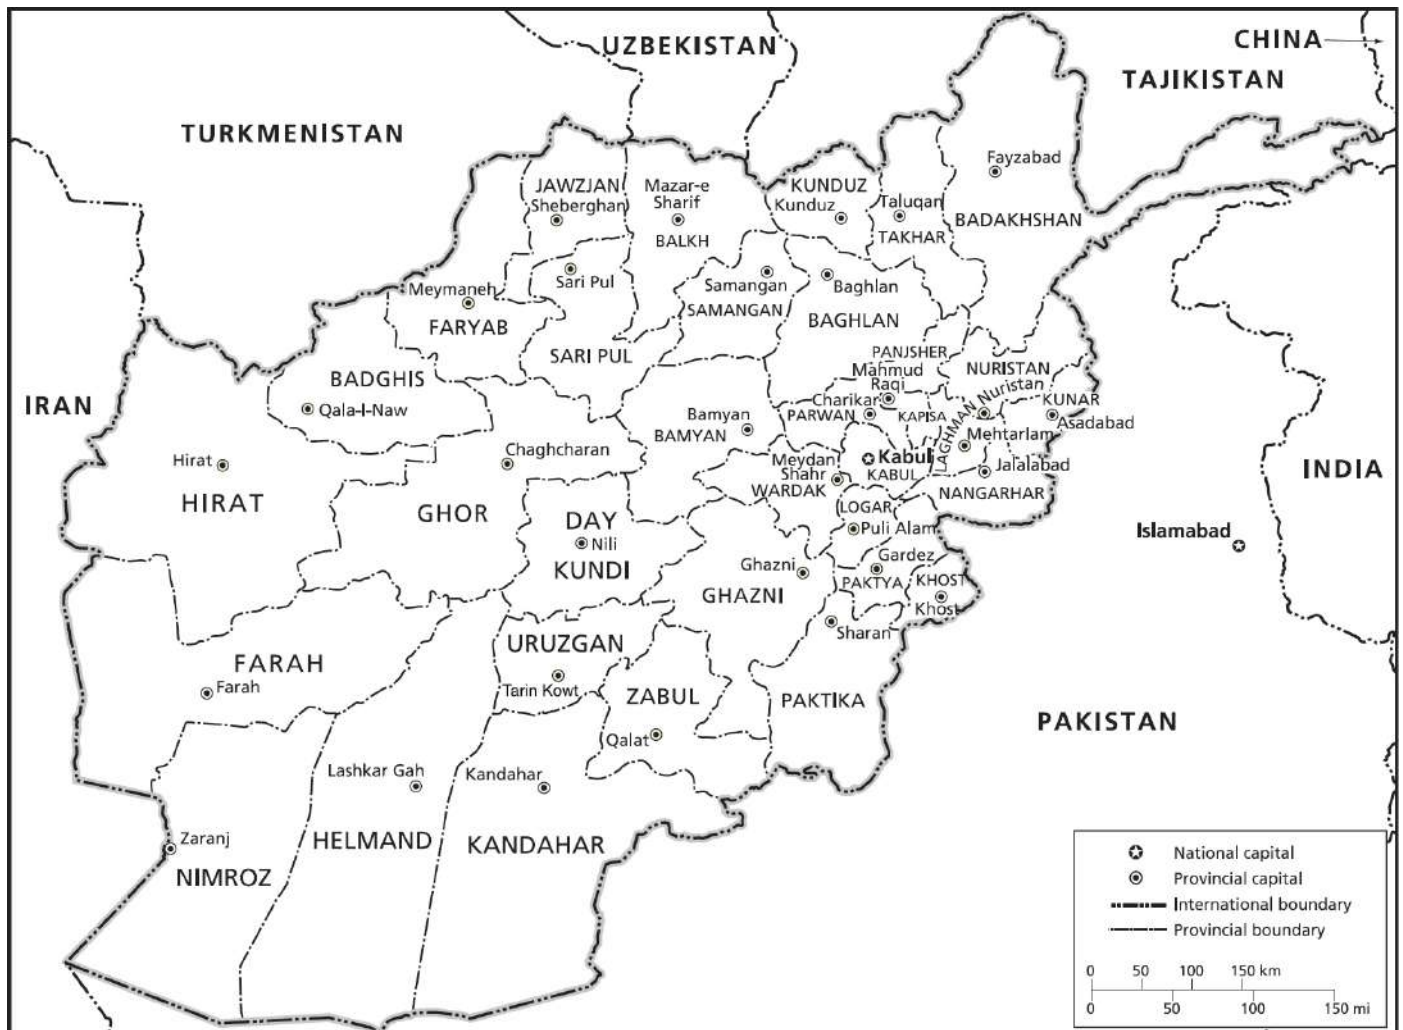 UZBEKISTAN
CHINA
TAJIKISTAN
TURKMENISTAN
Fayzabad
JAWZJAN
Sheberghan
Mazar-e
Sharif
BALKH
KUNDUZ
Kunduz
Taluqan
TAKHAR
BADAKHSHAN
Sari Pul
Samangan
SAMANGAN
Baghlan
BAGHLAN
Meymaneh
FARYAB
SARI PUL
PANJSHER
Mahmud
Raqi
NURISTAN
Nuristan
BADGHIS
Qala-I-Naw
IRAN
Charikar
PARWAN
KAPISA
LAGHMAN
KUNAR
Asadabad
Bamyan
BAMYAN
Mehtarlam
Hirat
HIRAT
Chaghcharan
GHOR
Meydan
Shahr
WARDAK
Kabul
KABUL
Jalalabad
NANGARHAR
INDIA
LOGAR
Puli Alam
Islamabad
DAY
Nili
KUNDI
Ghazni
GHAZNI
Gardez
PAKTYA
KHOST
Khost
Sharan
URUZGAN
Tarin Kowt
FARAH
Farah
ZABUL
Qalat
PAKTIKA
PAKISTAN
Lashkar Gah
HELMAND
Kandahar
KANDAHAR
Zaranj
NIMROZ
National capital
Provincial capital
International boundary
Provincial boundary
0 50 100 150 km
0 50 100 150 mi